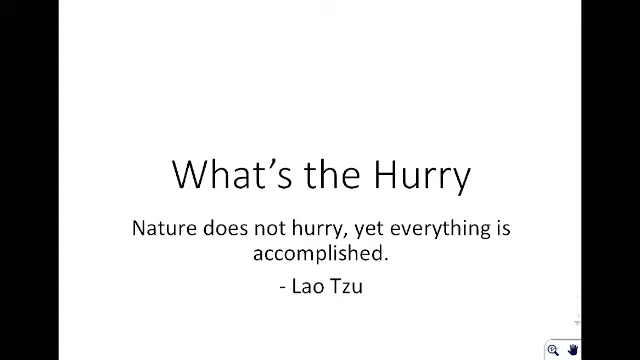 What's the Hurry
Nature does not hurry, yet everything is
accomplished.
- Lao Tzu